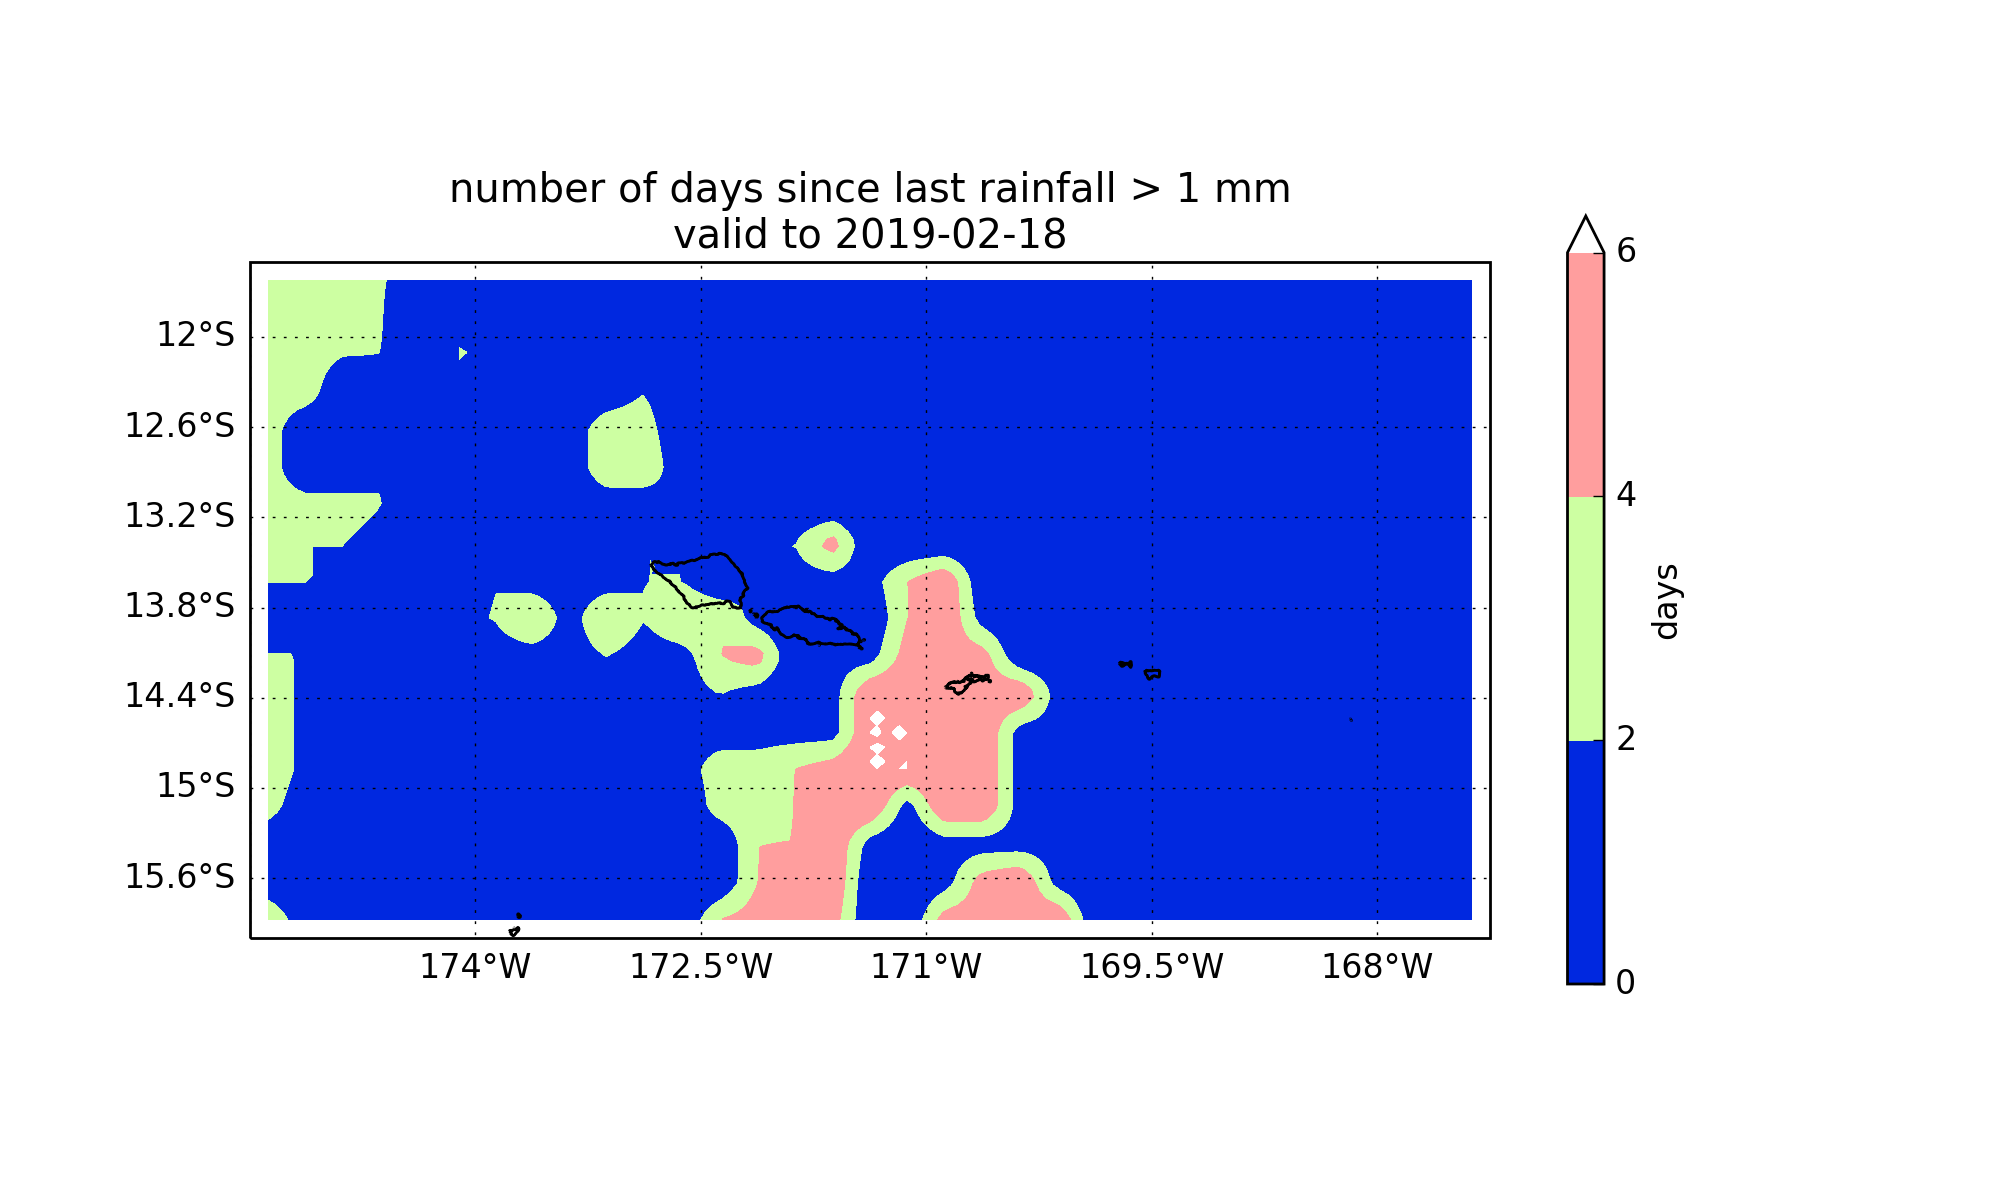 number of days since last rainfall > 1 mm
valid to 2019-02-18
12°S
12.6°S
13.2°S
13.8°S
14.4°S
15°S
15.6°S
174°W
172.5°W
171°W
169.5°W
168°W
6
4
2
0
days